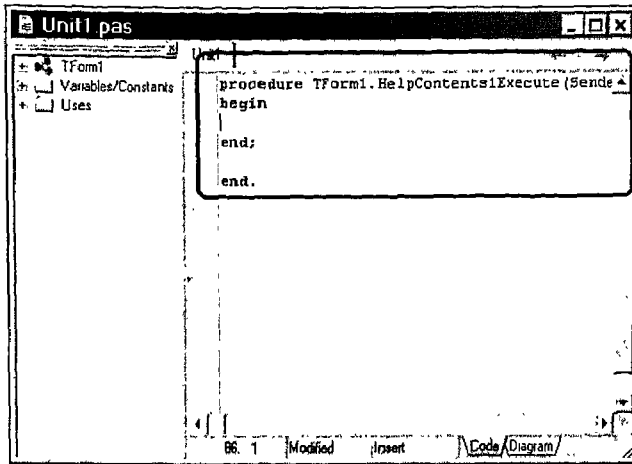 Unit1.pas
TForm1
Variables/Constants
Uses
Unit1
procedure TForm1.HelpContents1Execute(Sende
begin
end;
end.
86: 1
Modified
Insert
Code
Diagram